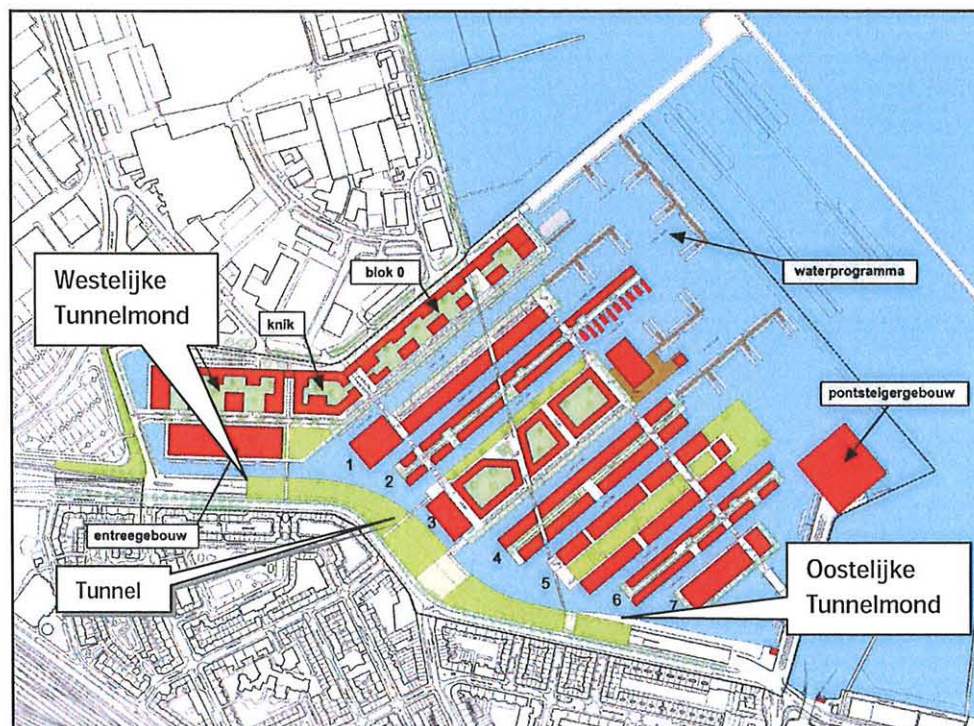 Westelijke
Tunnelmond
blok 0
knik
waterprogramma
pontsteigergebouw
1
2
3
4
5
6
7
entreegebouw
Tunnel
Oostelijke
Tunnelmond